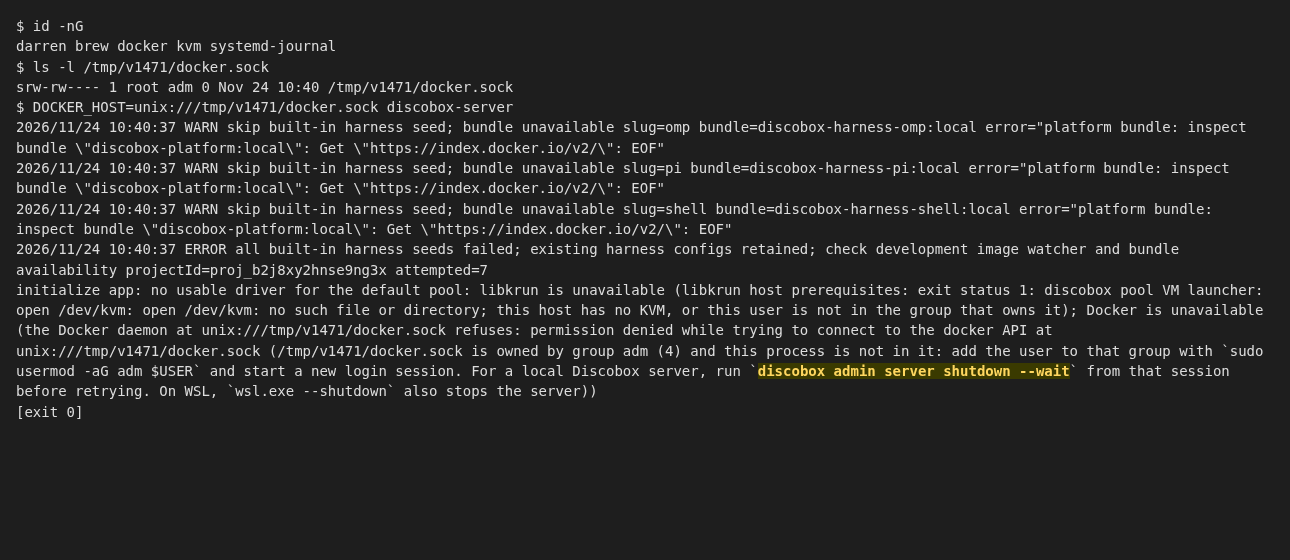 $ id -nG
darren brew docker kvm systemd-journal
$ ls -l /tmp/v1471/docker.sock
srw-rw---- 1 root adm 0 Nov 24 10:40 /tmp/v1471/docker.sock
$ DOCKER_HOST=unix:///tmp/v1471/docker.sock discobox-server
2026/11/24 10:40:37 WARN skip built-in harness seed; bundle unavailable slug=omp bundle=discobox-harness-omp:local error="platform bundle: inspect
bundle \"discobox-platform:local\": Get \"https://index.docker.io/v2/\": EOF"
2026/11/24 10:40:37 WARN skip built-in harness seed; bundle unavailable slug=pi bundle=discobox-harness-pi:local error="platform bundle: inspect
bundle \"discobox-platform:local\": Get \"https://index.docker.io/v2/\": EOF"
2026/11/24 10:40:37 WARN skip built-in harness seed; bundle unavailable slug=shell bundle=discobox-harness-shell:local error="platform bundle:
inspect bundle \"discobox-platform:local\": Get \"https://index.docker.io/v2/\": EOF"
2026/11/24 10:40:37 ERROR all built-in harness seeds failed; existing harness configs retained; check development image watcher and bundle
availability projectId=proj_b2j8xy2hnse9ng3x attempted=7
initialize app: no usable driver for the default pool: libkrun is unavailable (libkrun host prerequisites: exit status 1: discobox pool VM launcher:
open /dev/kvm: open /dev/kvm: no such file or directory; this host has no KVM, or this user is not in the group that owns it); Docker is unavailable
(the Docker daemon at unix:///tmp/v1471/docker.sock refuses: permission denied while trying to connect to the docker API at
unix:///tmp/v1471/docker.sock (/tmp/v1471/docker.sock is owned by group adm (4) and this process is not in it: add the user to that group with `sudo
usermod -aG adm $USER` and start a new login session. For a local Discobox server, run `discobox admin server shutdown --wait` from that session
before retrying. On WSL, `wsl.exe --shutdown` also stops the server))
[exit 0]